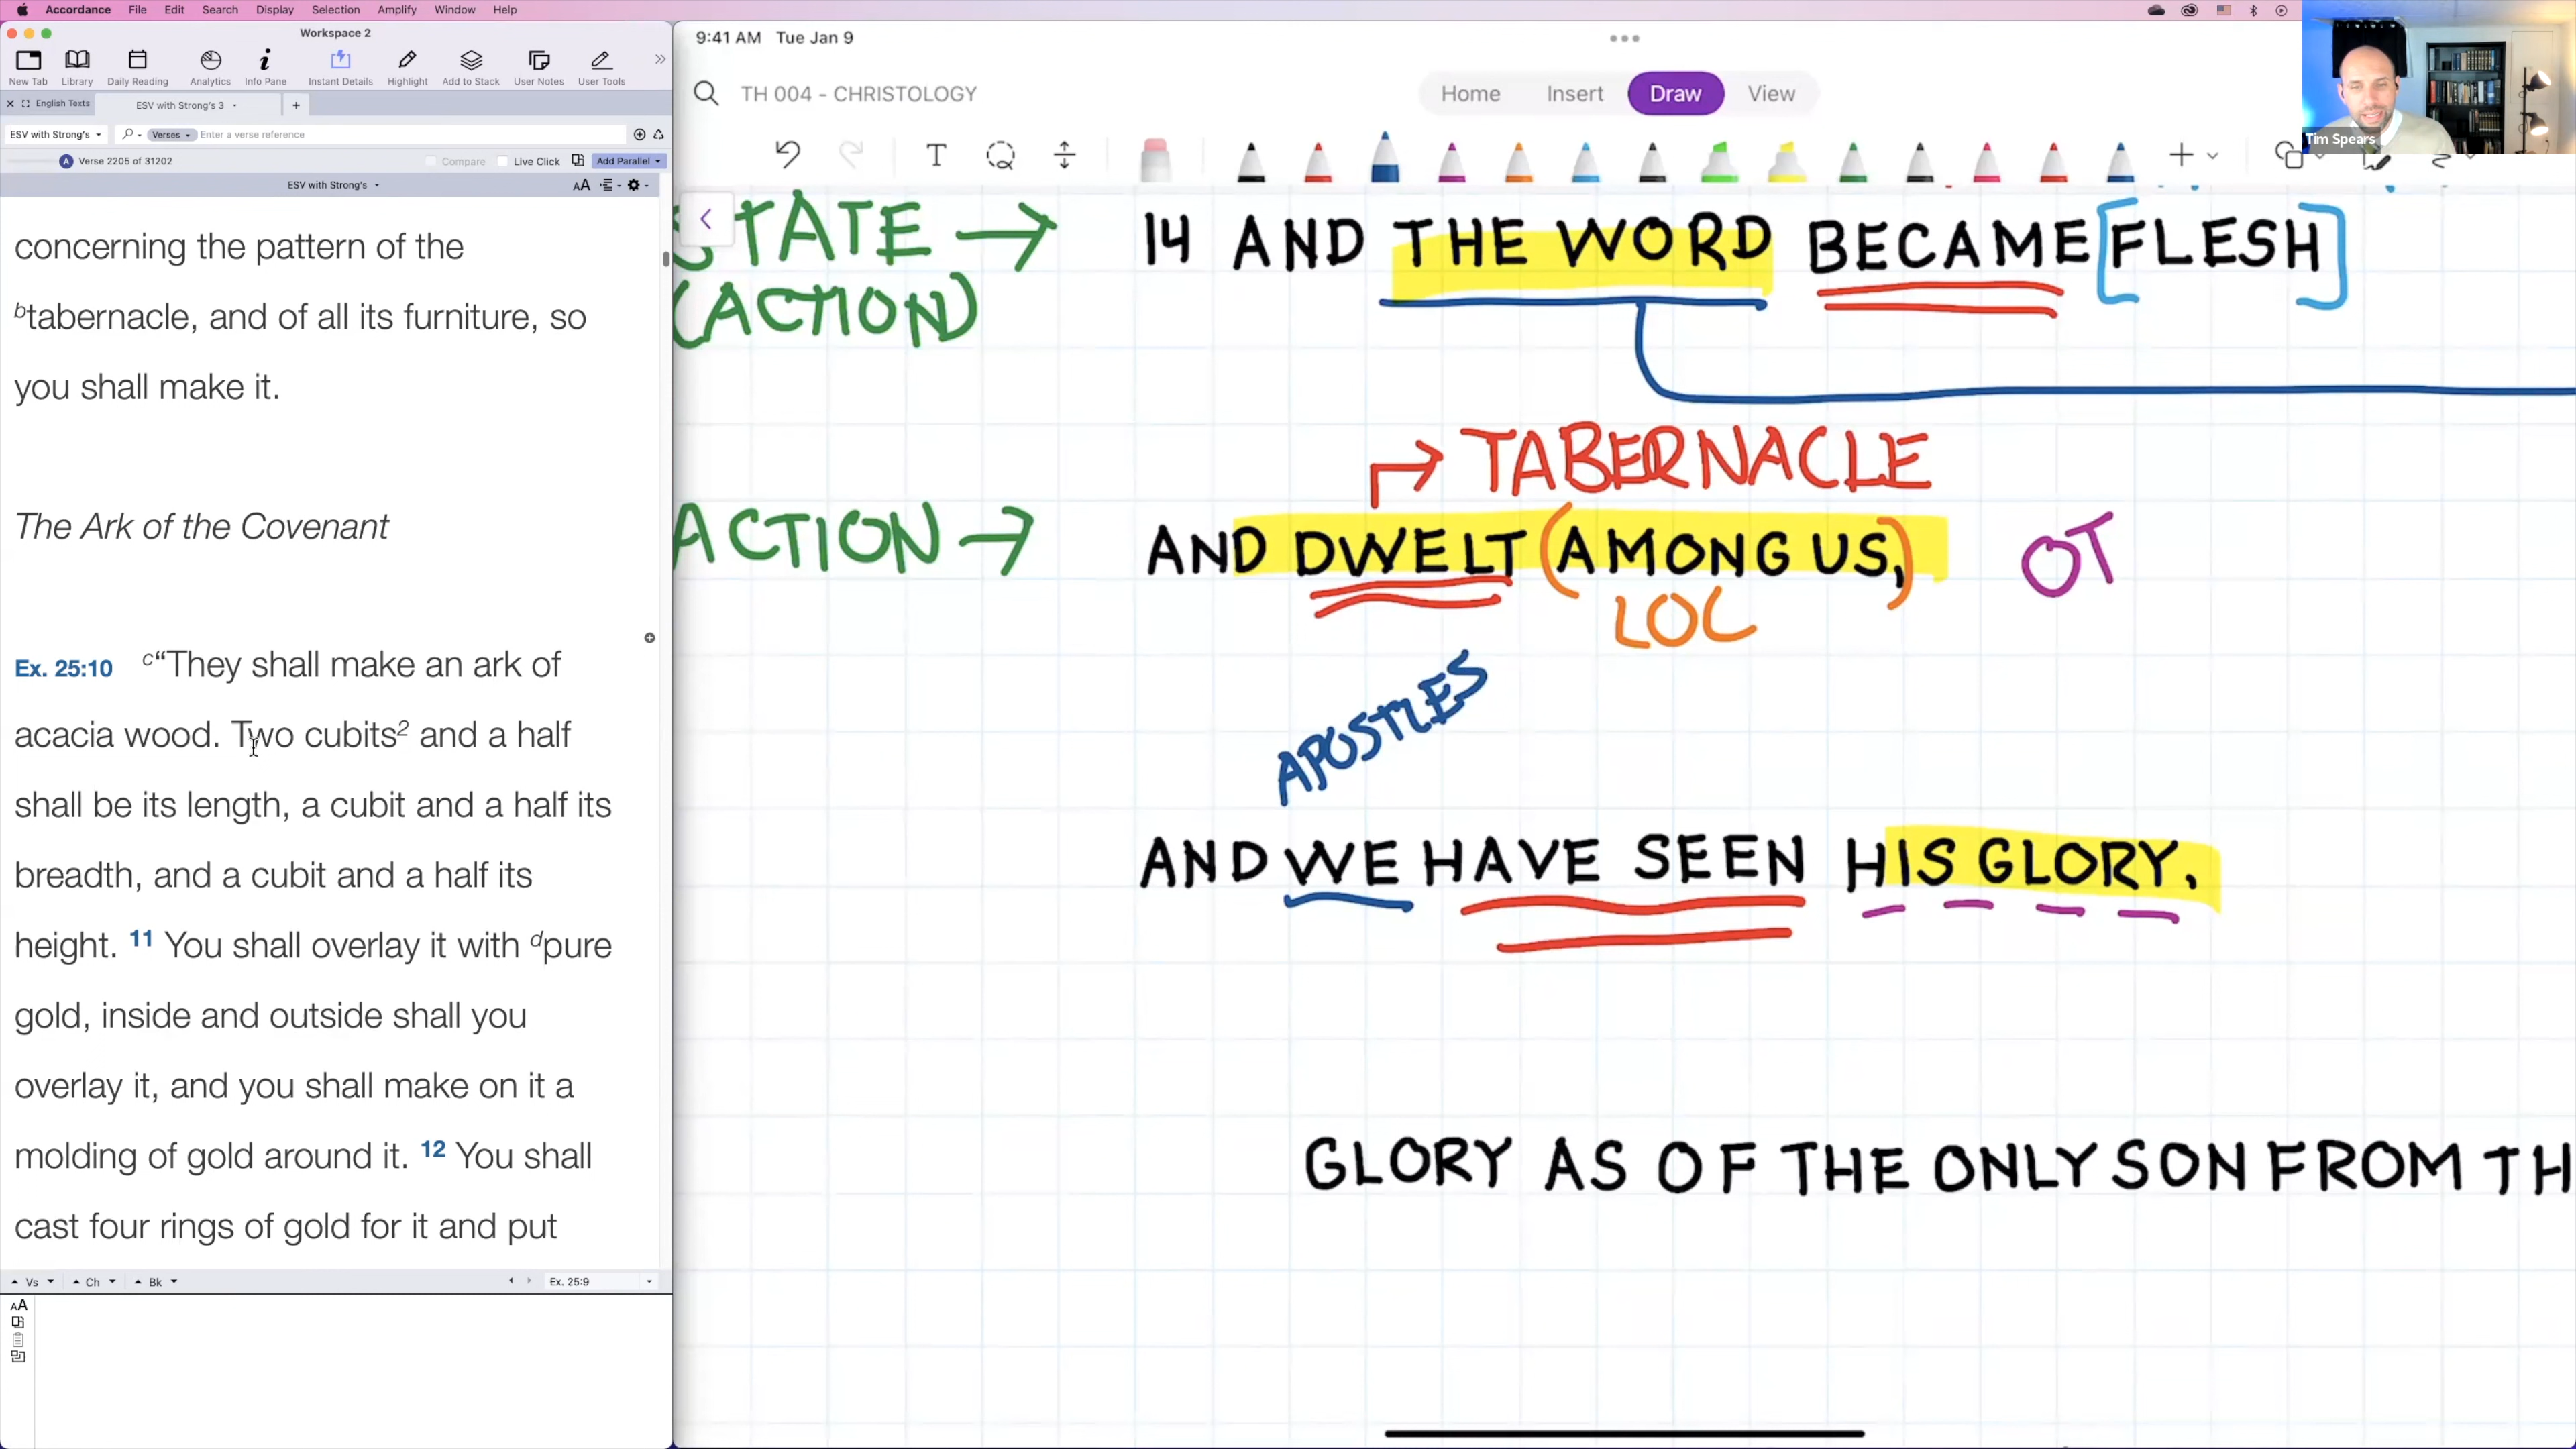 Accordance File Edit Search Display Selection Amplify Window Help
Workspace 2
New Tab Library Daily Reading Analytics Info Pane Instant Details Highlight Add to Stack User Notes User Tools
English Texts ESV with Strong's 3
ESV with Strong's Verses Enter a verse reference
A Verse 2205 of 31202 Compare Live Click Add Parallel
ESV with Strong's AA
concerning the pattern of the
b tabernacle, and of all its furniture, so
you shall make it.
The Ark of the Covenant
Ex. 25:10 c “They shall make an ark of
acacia wood. Two cubits2 and a half
shall be its length, a cubit and a half its
breadth, and a cubit and a half its
height. 11 You shall overlay it with d pure
gold, inside and outside shall you
overlay it, and you shall make on it a
molding of gold around it. 12 You shall
cast four rings of gold for it and put
Vs Ch Bk Ex. 25:9
AA
9:41 AM Tue Jan 9
TH 004 - CHRISTOLOGY Home Insert Draw View
Tim Spears
STATE →
(ACTION)
14 AND THE WORD BECAME [FLESH]
→ TABERNACLE
ACTION →
AND DWELT (AMONG US,) OT
LOC
APOSTLES
AND WE HAVE SEEN HIS GLORY,
GLORY AS OF THE ONLY SON FROM TH